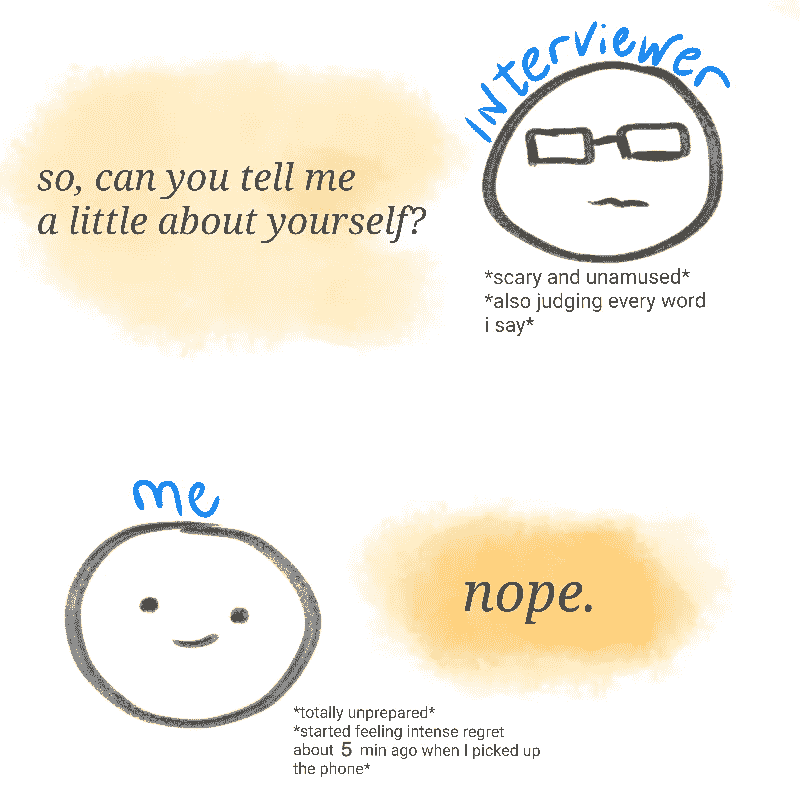 Interviewer
so, can you tell me
a little about yourself?
*scary and unamused*
*also judging every word
i say*
me
nope.
*totally unprepared*
*started feeling intense regret
about 5 min ago when I picked up
the phone*